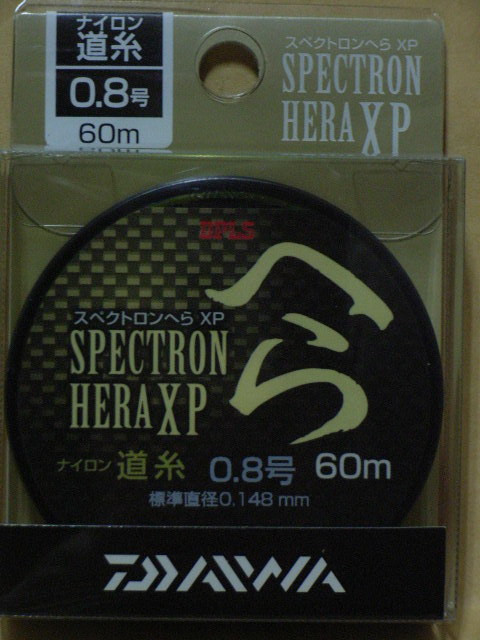 ナイロン
道糸
0.8号
60m
スペクトロンへら XP
SPECTRON
HERA XP
へら
スペクトロンへら XP
SPECTRON
HERA XP
ナイロン 道糸 0.8号 60m
標準直径0.148mm
DAIWA